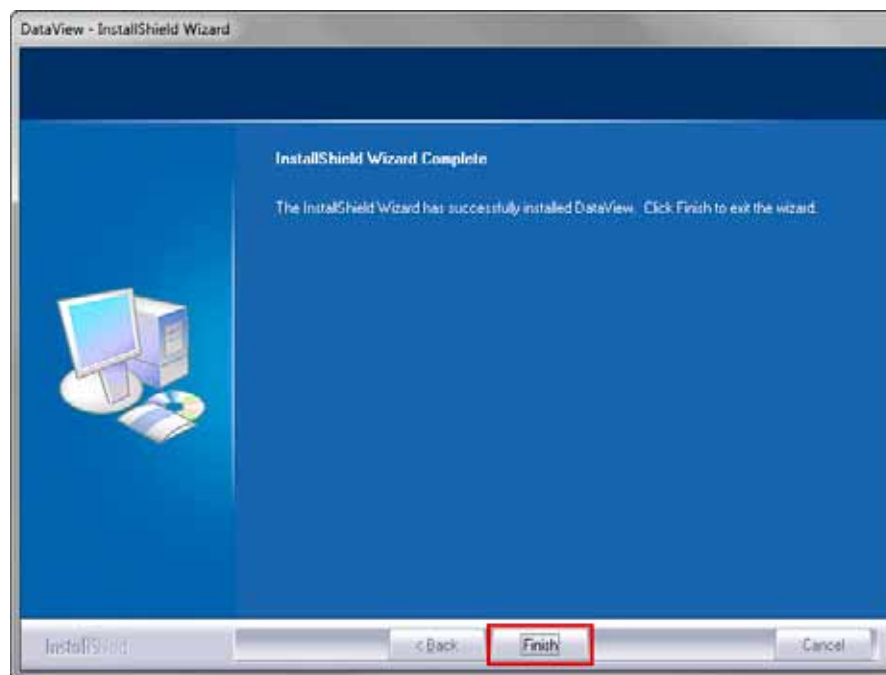 DataView - InstallShield Wizard
InstallShield Wizard Complete
The InstallShield Wizard has successfully installed DataView. Click Finish to exit the wizard.
InstallShield
< Back
Finish
Cancel